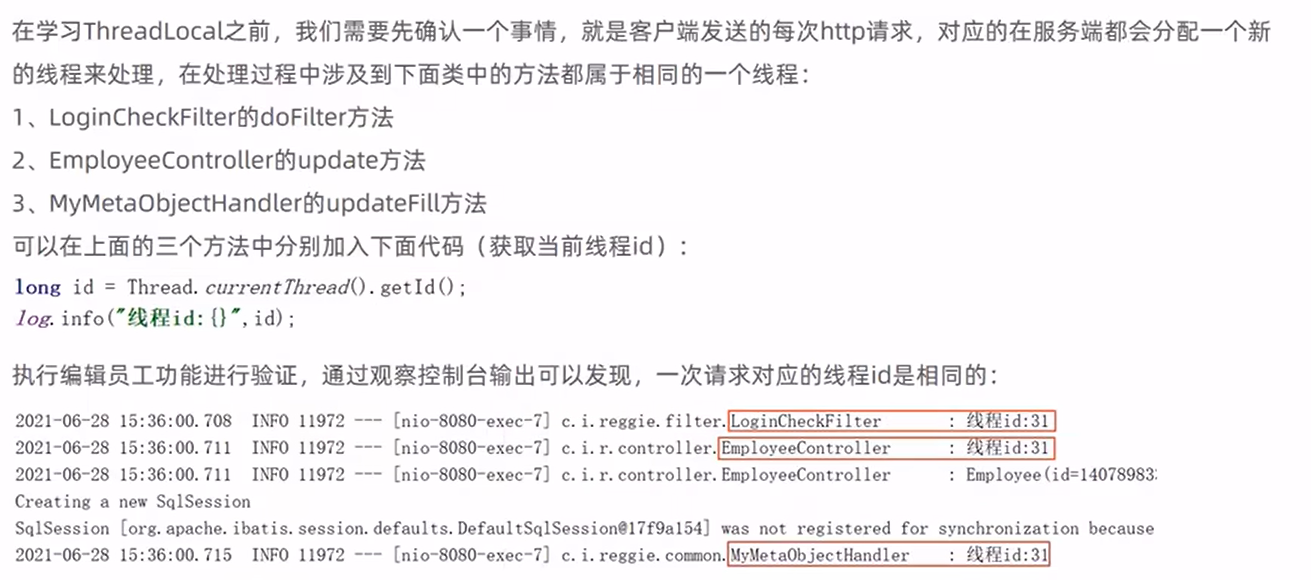 在学习ThreadLocal之前，我们需要先确认一个事情，就是客户端发送的每次http请求，对应的在服务端都会分配一个新
的线程来处理，在处理过程中涉及到下面类中的方法都属于相同的一个线程：
1、LoginCheckFilter的doFilter方法
2、EmployeeController的update方法
3、MyMetaObjectHandler的updateFill方法
可以在上面的三个方法中分别加入下面代码（获取当前线程id）：
long id = Thread.currentThread().getId();
log.info("线程id:{}",id);
执行编辑员工功能进行验证，通过观察控制台输出可以发现，一次请求对应的线程id是相同的：
2021-06-28 15:36:00.708  INFO 11972 --- [nio-8080-exec-7] c.i.reggie.filter.LoginCheckFilter       : 线程id:31
2021-06-28 15:36:00.711  INFO 11972 --- [nio-8080-exec-7] c.i.r.controller.EmployeeController      : 线程id:31
2021-06-28 15:36:00.711  INFO 11972 --- [nio-8080-exec-7] c.i.r.controller.EmployeeController      : Employee(id=14078983
Creating a new SqlSession
SqlSession [org.apache.ibatis.session.defaults.DefaultSqlSession@17f9a154] was not registered for synchronization because
2021-06-28 15:36:00.715  INFO 11972 --- [nio-8080-exec-7] c.i.reggie.common.MyMetaObjectHandler    : 线程id:31